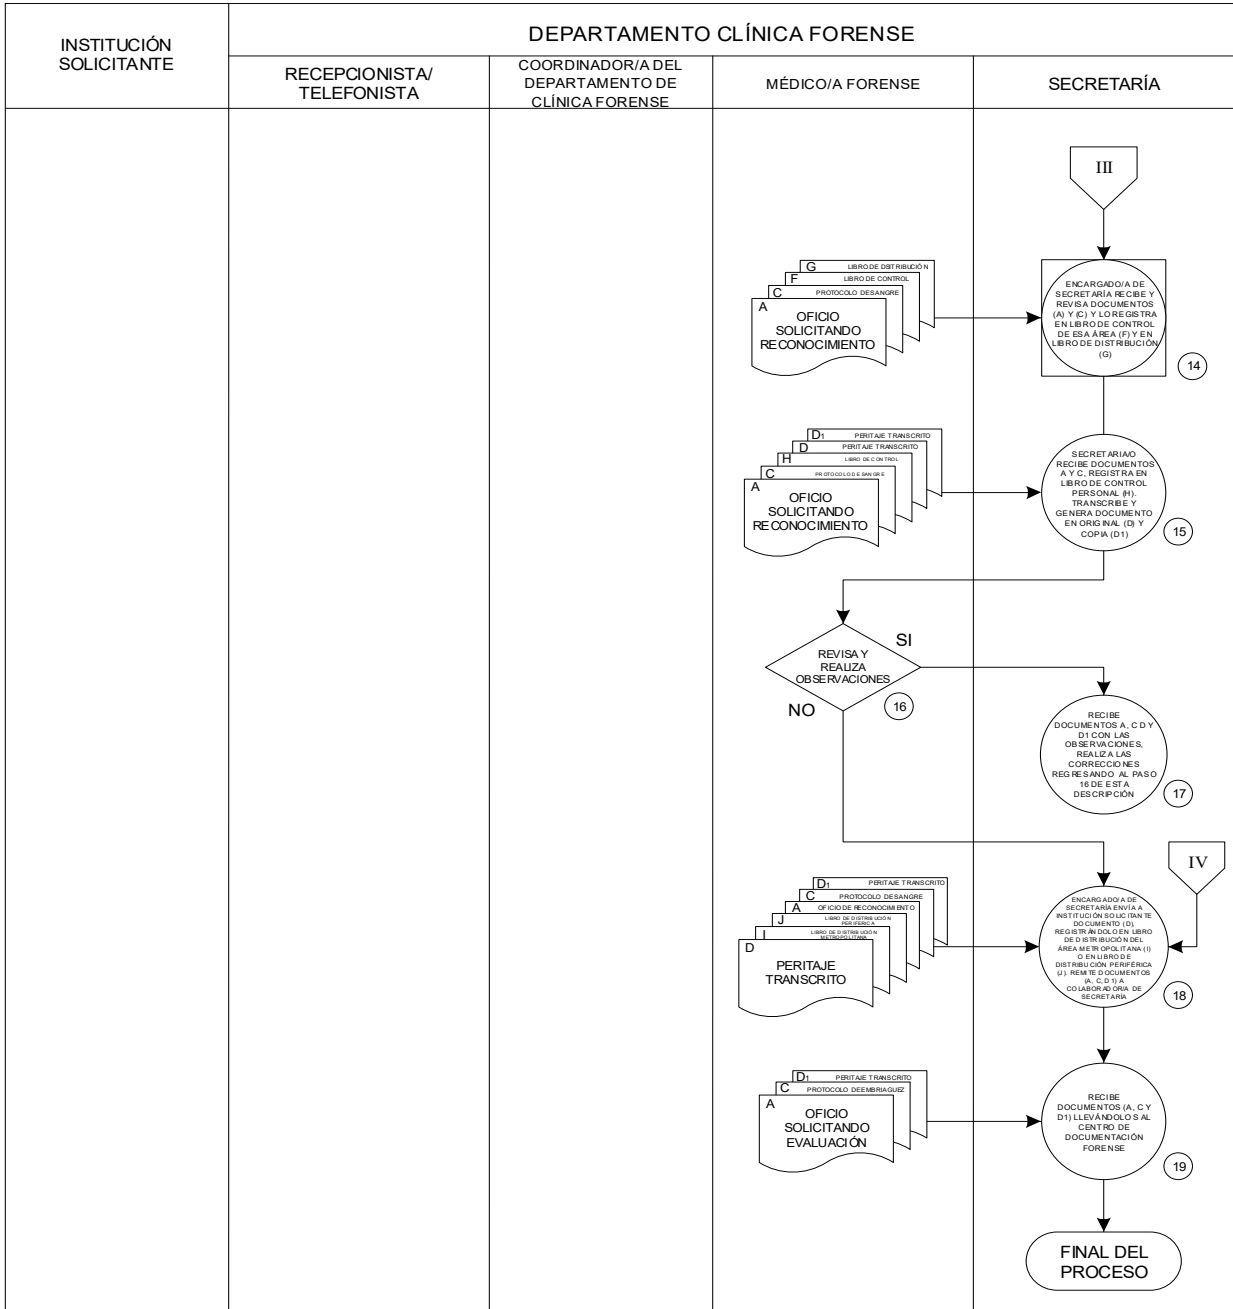 INSTITUCIÓN
SOLICITANTE
DEPARTAMENTO CLÍNICA FORENSE
RECEPCIONISTA/
TELEFONISTA
COORDINADOR/A DEL
DEPARTAMENTO DE
CLÍNICA FORENSE
MÉDICO/A FORENSE
SECRETARÍA
III
G LIBRO DE DSITRIBUCIÓN
F LIBRO DE CONTROL
C PROTOCOLO DE SANGRE
A
OFICIO
SOLICITANDO
RECONOCIMIENTO
ENCARGADO/A DE
SECRETARÍA RECIBE Y
REVISA DOCUMENTOS
(A) Y (C) Y LO REGISTRA
EN LIBRO DE CONTROL
DE ESA ÁREA (F) Y EN
LIBRO DE DISTRIBUCIÓN
(G)
14
D1 PERITAJE TRANSCRITO
D PERITAJE TRANSCRITO
H LIBRO DE CONTROL
C PROTOCOLO DE SANGRE
A
OFICIO
SOLICITANDO
RECONOCIMIENTO
SECRETARIA/O
RECIBE DOCUMENTOS
A Y C, REGISTRA EN
LIBRO DE CONTROL
PERSONAL (H).
TRANSCRIBE Y
GENERA DOCUMENTO
EN ORIGINAL (D) Y
COPIA (D1)
15
REVISA Y
REALIZA
OBSERVACIONES
SI
NO
16
RECIBE
DOCUMENTOS A, C D Y
D1 CON LAS
OBSERVACIONES,
REALIZA LAS
CORRECCIONES
REGRESANDO AL PASO
16 DE ESTA
DESCRIPCIÓN
17
IV
D1 PERITAJE TRANSCRITO
C PROTOCOLO DE SANGRE
A OFICIO DE RECONOCIMIENTO
J LIBRO DE DISTRIBUCIÓN
PERIFERICA
I LIBRO DE DISTRIBUCIÓN
METROPOLITANA
D
PERITAJE
TRANSCRITO
ENCARGADO/A DE
SECRETARÍA ENVÍA A
INSTITUCIÓN SOLICITANTE
DOCUMENTO (D),
REGISTRÁNDOLO EN LIBRO
DE DISTRIBUCIÓN DEL
ÁREA METROPOLITANA (I)
O EN LIBRO DE
DISTRIBUCIÓN PERIFÉRICA
(J). REMITE DOCUMENTOS
(A, C, D1) A
COLABORADOR/A DE
SECRETARÍA
18
D1 PERITAJE TRANSCRITO
C PROTOCOLO DE EMBRIAGUEZ
A
OFICIO
SOLICITANDO
EVALUACIÓN
RECIBE
DOCUMENTOS (A, C Y
D1) LLEVÁNDOLOS AL
CENTRO DE
DOCUMENTACIÓN
FORENSE
19
FINAL DEL
PROCESO